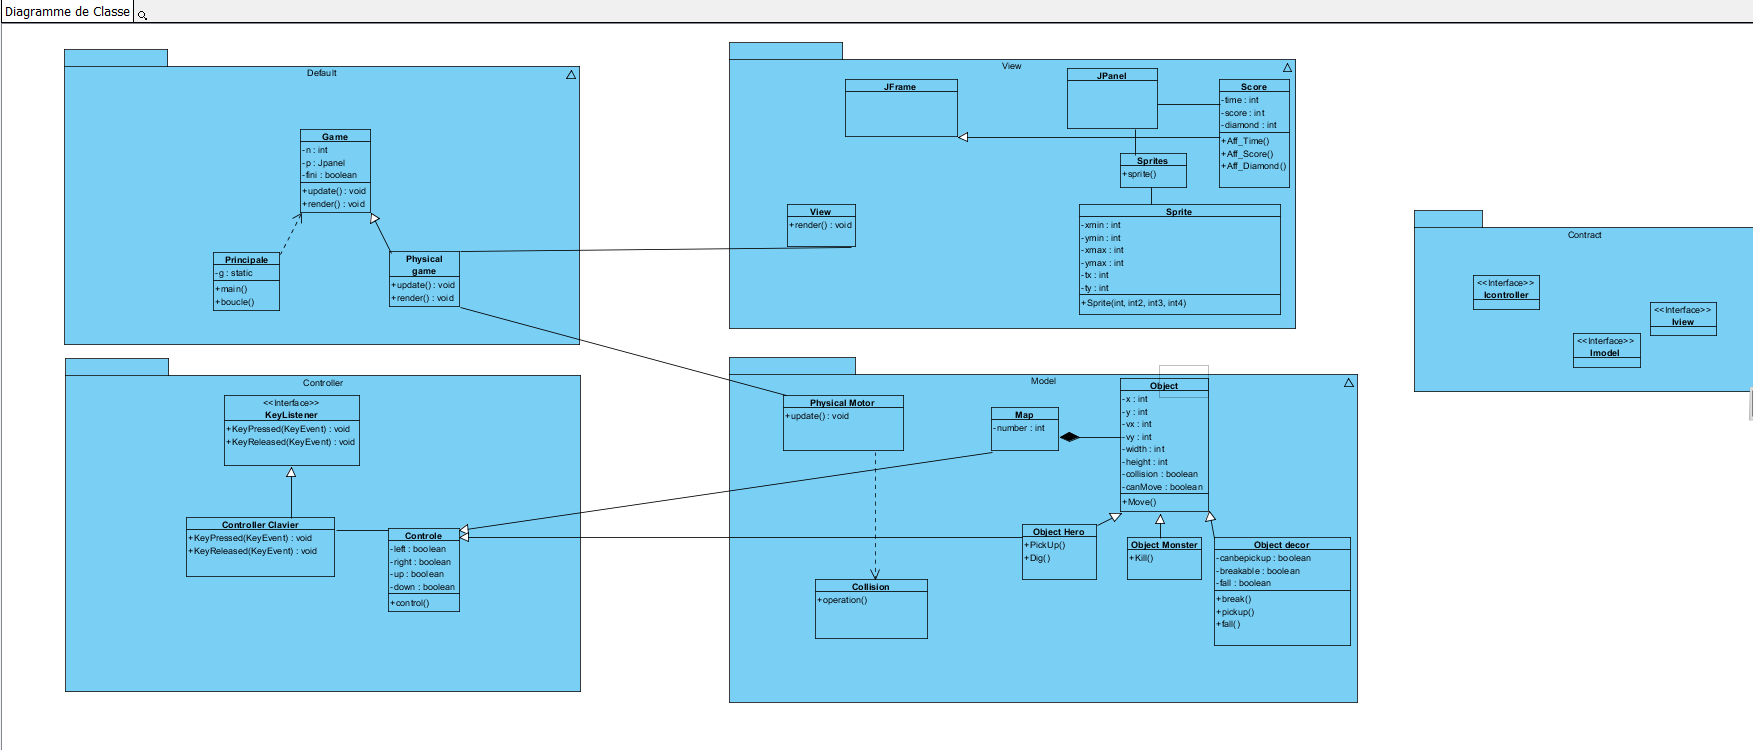 Diagramme de Classe
Default
Game
-n : int
-p : Jpanel
-fini : boolean
+update() : void
+render() : void
Principale
-g : static
+main()
+boucle()
Physical
game
+update() : void
+render() : void
View
JFrame
JPanel
Score
-time : int
-score : int
-diamond : int
+Aff_Time()
+Aff_Score()
+Aff_Diamond()
Sprites
+sprite()
View
+render() : void
Sprite
-xmin : int
-ymin : int
-xmax : int
-ymax : int
-tx : int
-ty : int
+Sprite(int, int2, int3, int4)
Contract
<<Interface>>
Icontroller
<<Interface>>
Iview
<<Interface>>
Imodel
Controller
<<Interface>>
KeyListener
+KeyPressed(KeyEvent) : void
+KeyReleased(KeyEvent) : void
Controller Clavier
+KeyPressed(KeyEvent) : void
+KeyReleased(KeyEvent) : void
Controle
-left : boolean
-right : boolean
-up : boolean
-down : boolean
+control()
Model
Physical Motor
+update() : void
Map
-number : int
Object
-x : int
-y : int
-vx : int
-vy : int
-width : int
-height : int
-collision : boolean
-canMove : boolean
+Move()
Collision
+operation()
Object Hero
+PickUp()
+Dig()
Object Monster
+Kill()
Object decor
-canbepickup : boolean
-breakable : boolean
-fall : boolean
+break()
+pickup()
+fall()